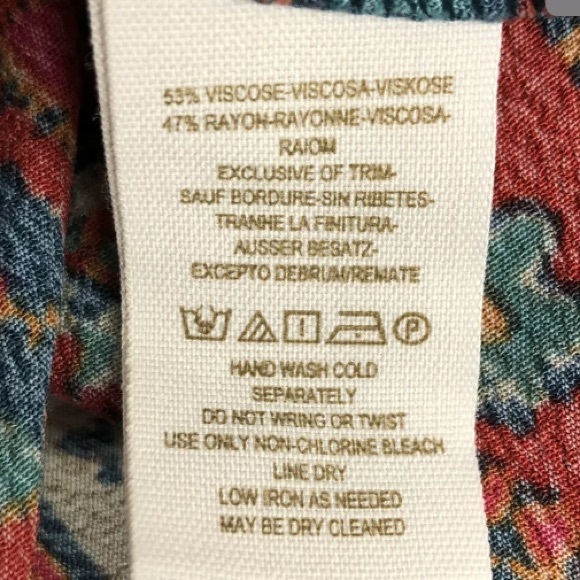 53% VISCOSE-VISCOSA-VISKOSE
47% RAYON-RAYONNE-VISCOSA-
RAIOM
EXCLUSIVE OF TRIM-
SAUF BORDURE-SIN RIBETES-
TRANHE LA FINITURA-
AUSSER BESATZ-
EXCEPTO DEBRUM/REMATE
P
HAND WASH COLD
SEPARATELY
DO NOT WRING OR TWIST
USE ONLY NON-CHLORINE BLEACH
LINE DRY
LOW IRON AS NEEDED
MAY BE DRY CLEANED